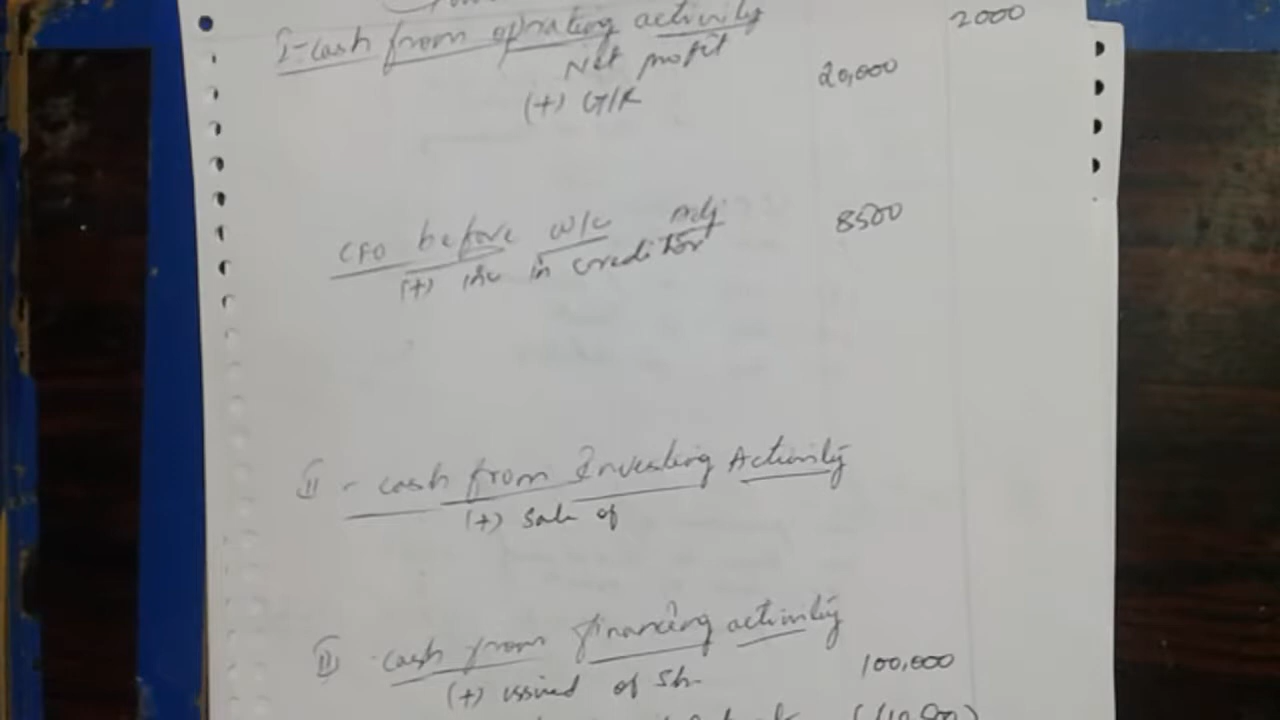 I- cash from oprating activity
Net profit 2000
(+) G/R 20,000
CFO before w/c Adj
(+) inc in creditor 8500
II - cash from Investing Activity
(+) Sale of
III cash from financing activity
(+) issued of Sh. 100,000